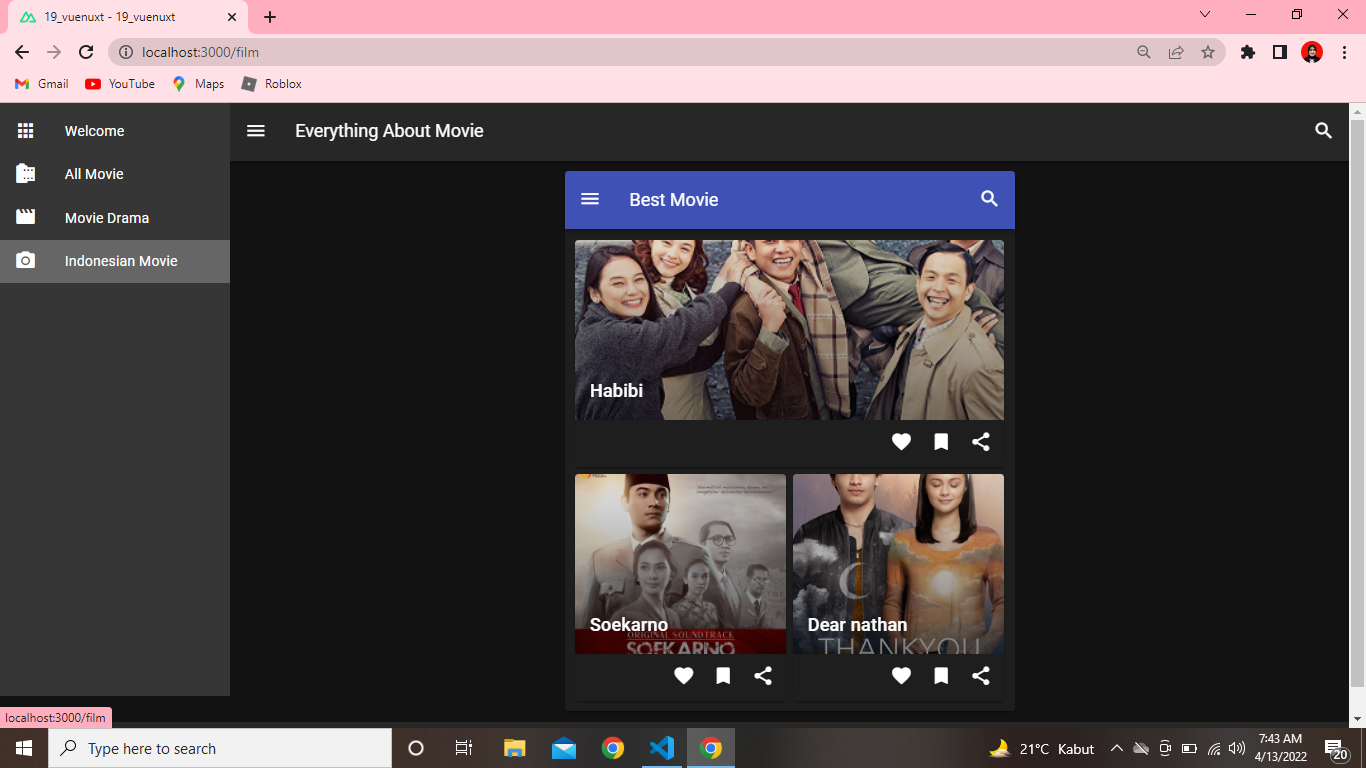 19_vuenuxt - 19_vuenuxt
localhost:3000/film
Gmail
YouTube
Maps
Roblox
Welcome
All Movie
Movie Drama
Indonesian Movie
Everything About Movie
Best Movie
Habibi
Soekarno
ORIGINAL SOUNDTRACK
SOEKARNO
Dear nathan
THANKYOU
localhost:3000/film
Type here to search
21°C Kabut
7:43 AM
4/13/2022
20